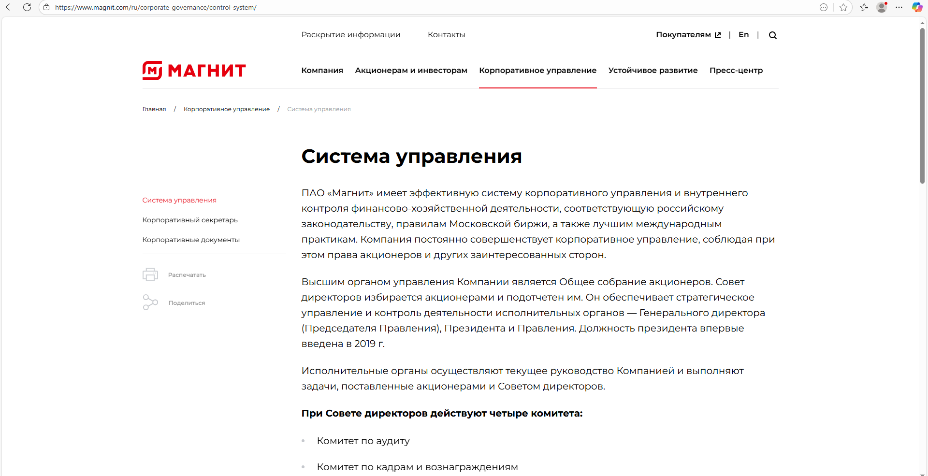 https://www.magnit.com/ru/corporate-governance/control-system/
Раскрытие информации Контакты
Покупателям | En |
МАГНИТ
Компания Акционерам и инвесторам Корпоративное управление Устойчивое развитие Пресс-центр
Главная / Корпоративное управление / Система управления
Система управления
Система управления
Корпоративный секретарь
Корпоративные документы
Распечатать
Поделиться
ПАО «Магнит» имеет эффективную систему корпоративного управления и внутреннего
контроля финансово-хозяйственной деятельности, соответствующую российскому
законодательству, правилам Московской биржи, а также лучшим международным
практикам. Компания постоянно совершенствует корпоративное управление, соблюдая при
этом права акционеров и других заинтересованных сторон.
Высшим органом управления Компании является Общее собрание акционеров. Совет
директоров избирается акционерами и подотчетен им. Он обеспечивает стратегическое
управление и контроль деятельности исполнительных органов — Генерального директора
(Председателя Правления), Президента и Правления. Должность президента впервые
введена в 2019 г.
Исполнительные органы осуществляют текущее руководство Компанией и выполняют
задачи, поставленные акционерами и Советом директоров.
При Совете директоров действуют четыре комитета:
Комитет по аудиту
Комитет по кадрам и вознаграждениям